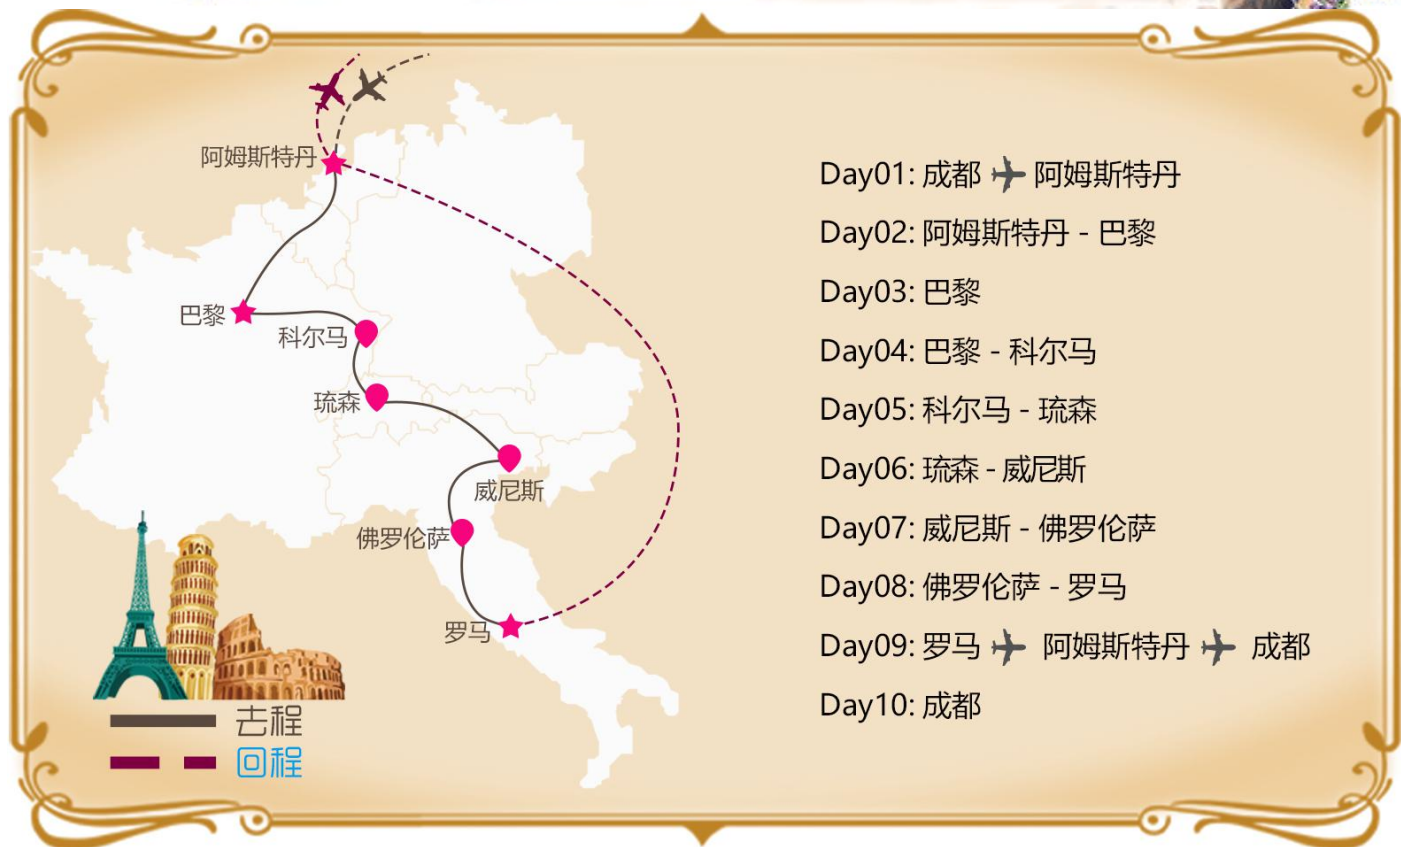 阿姆斯特丹
巴黎
科尔马
琉森
威尼斯
佛罗伦萨
罗马
去程
回程
Day01: 成都 阿姆斯特丹
Day02: 阿姆斯特丹 - 巴黎
Day03: 巴黎
Day04: 巴黎 - 科尔马
Day05: 科尔马 - 琉森
Day06: 琉森 - 威尼斯
Day07: 威尼斯 - 佛罗伦萨
Day08: 佛罗伦萨 - 罗马
Day09: 罗马 阿姆斯特丹 成都
Day10: 成都